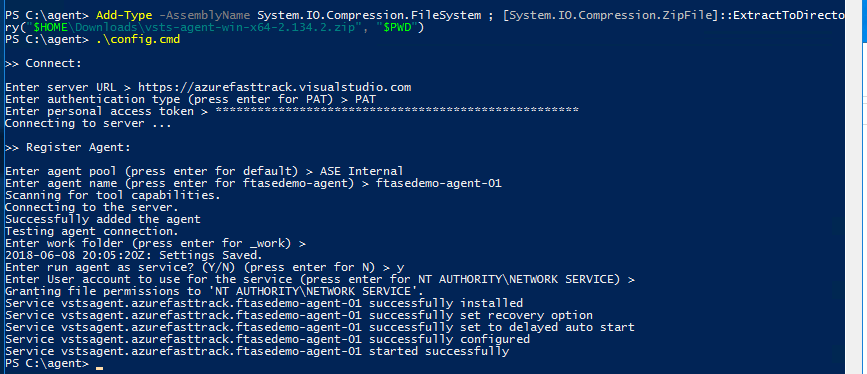 PS C:\agent> Add-Type -AssemblyName System.IO.Compression.FileSystem ; [System.IO.Compression.ZipFile]::ExtractToDirecto
ry("$HOME\Downloads\vsts-agent-win-x64-2.134.2.zip", "$PWD")
PS C:\agent> .\config.cmd
>> Connect:
Enter server URL > https://azurefasttrack.visualstudio.com
Enter authentication type (press enter for PAT) > PAT
Enter personal access token > ****************************************************
Connecting to server ...
>> Register Agent:
Enter agent pool (press enter for default) > ASE Internal
Enter agent name (press enter for ftasedemo-agent) > ftasedemo-agent-01
Scanning for tool capabilities.
Connecting to the server.
Successfully added the agent
Testing agent connection.
Enter work folder (press enter for _work) >
2018-06-08 20:05:20Z: Settings Saved.
Enter run agent as service? (Y/N) (press enter for N) > y
Enter User account to use for the service (press enter for NT AUTHORITY\NETWORK SERVICE) >
Granting file permissions to 'NT AUTHORITY\NETWORK SERVICE'.
Service vstsagent.azurefasttrack.ftasedemo-agent-01 successfully installed
Service vstsagent.azurefasttrack.ftasedemo-agent-01 successfully set recovery option
Service vstsagent.azurefasttrack.ftasedemo-agent-01 successfully set to delayed auto start
Service vstsagent.azurefasttrack.ftasedemo-agent-01 successfully configured
Service vstsagent.azurefasttrack.ftasedemo-agent-01 started successfully
PS C:\agent> _